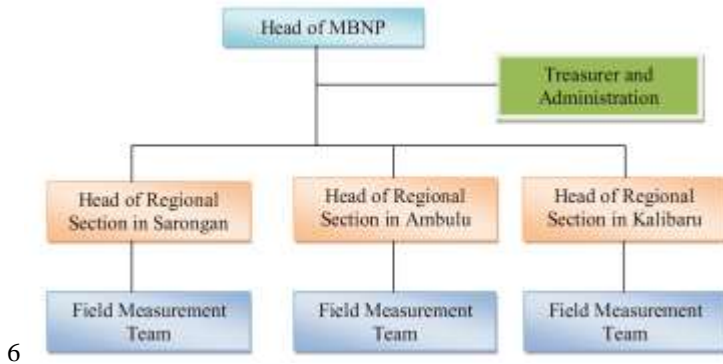 Head of MBNP
Treasurer and
Administration
Head of Regional
Section in Sarongan
Head of Regional
Section in Ambulu
Head of Regional
Section in Kalibaru
Field Measurement
Team
Field Measurement
Team
Field Measurement
Team
6